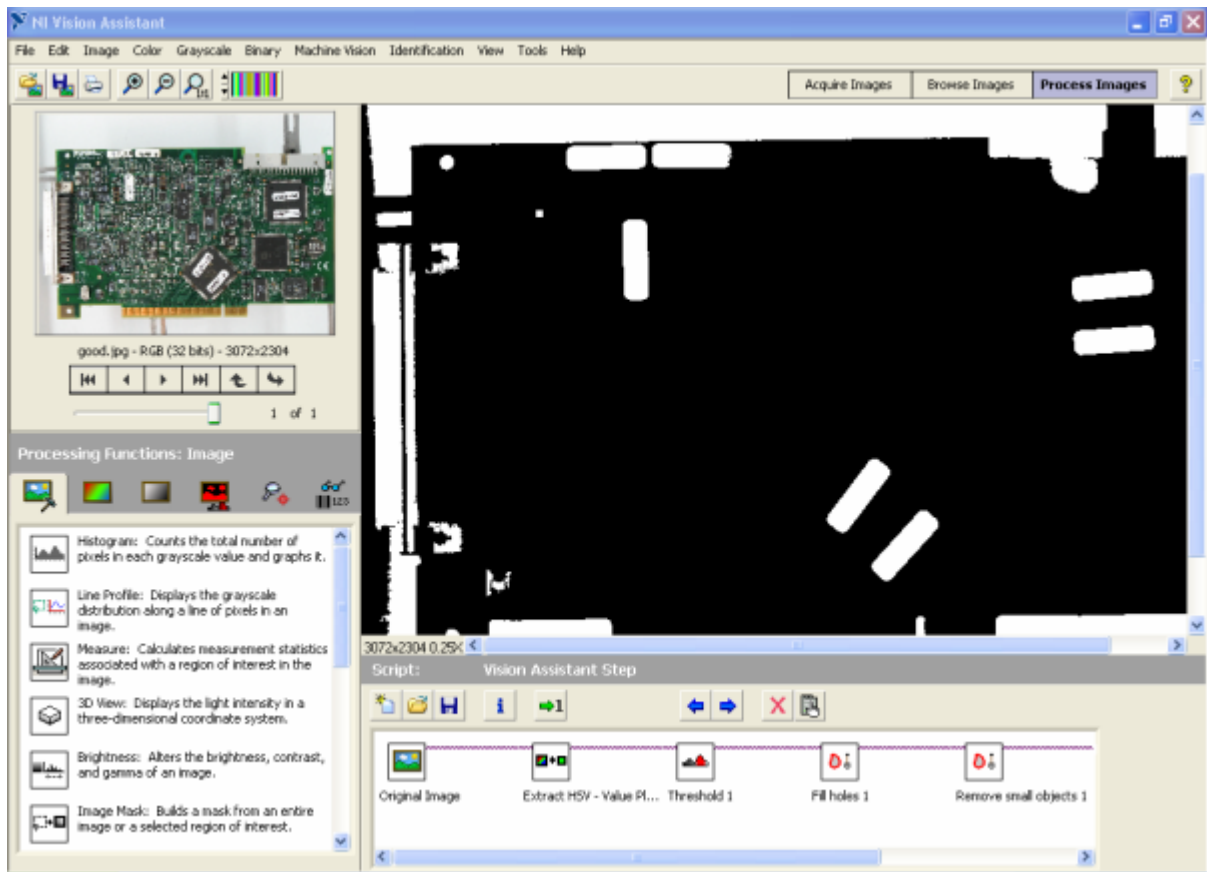 NI Vision Assistant
File Edit Image Color Grayscale Binary Machine Vision Identification View Tools Help
1:1
Acquire Images Browse Images Process Images ?
good.jpg - RGB (32 bits) - 3072x2304
1 of 1
Processing Functions: Image
123
Histogram: Counts the total number of
pixels in each grayscale value and graphs it.
Line Profile: Displays the grayscale
distribution along a line of pixels in an
image.
Measure: Calculates measurement statistics
associated with a region of interest in the
image.
3D View: Displays the light intensity in a
three-dimensional coordinate system.
Brightness: Alters the brightness, contrast,
and gamma of an image.
Image Mask: Builds a mask from an entire
image or a selected region of interest.
3072x2304 0.25X
Script: Vision Assistant Step
1
Original Image Extract HSV - Value Pl... Threshold 1 Fill holes 1 Remove small objects 1